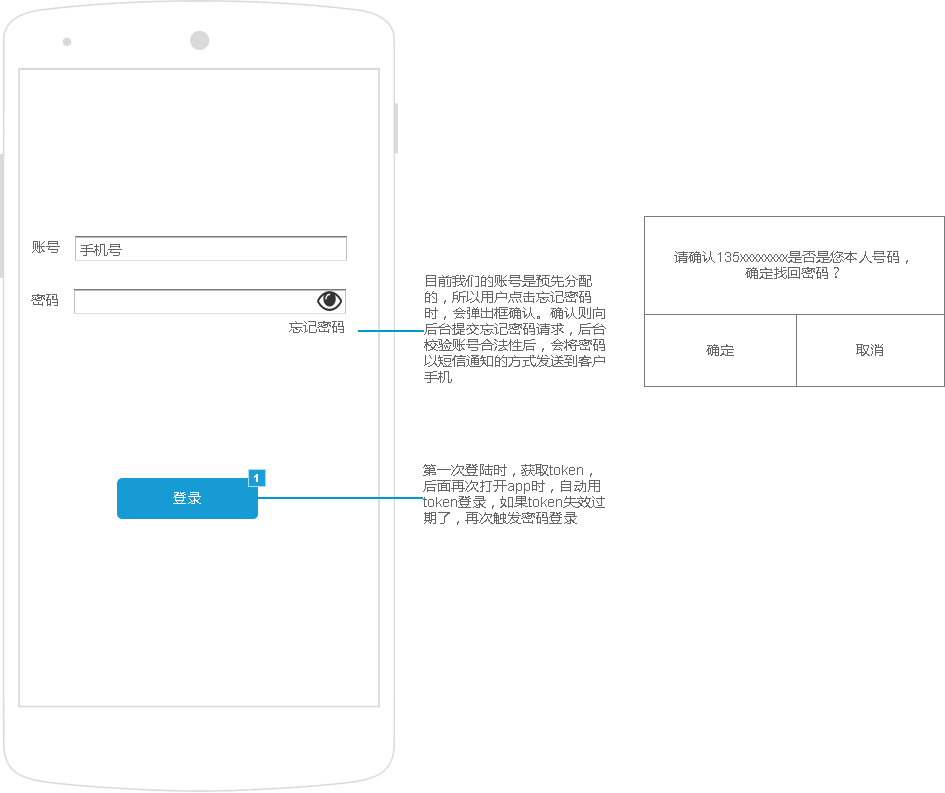 账号
手机号
密码
忘记密码
目前我们的账号是预先分配
的，所以用户点击忘记密码
时，会弹出框确认。确认则向
后台提交忘记密码请求，后台
校验账号合法性后，会将密码
以短信通知的方式发送到客户
手机
请确认135xxxxxxxx是否是您本人号码，
确定找回密码？
确定
取消
1
登录
第一次登陆时，获取token，
后面再次打开app时，自动用
token登录，如果token失效过
期了，再次触发密码登录